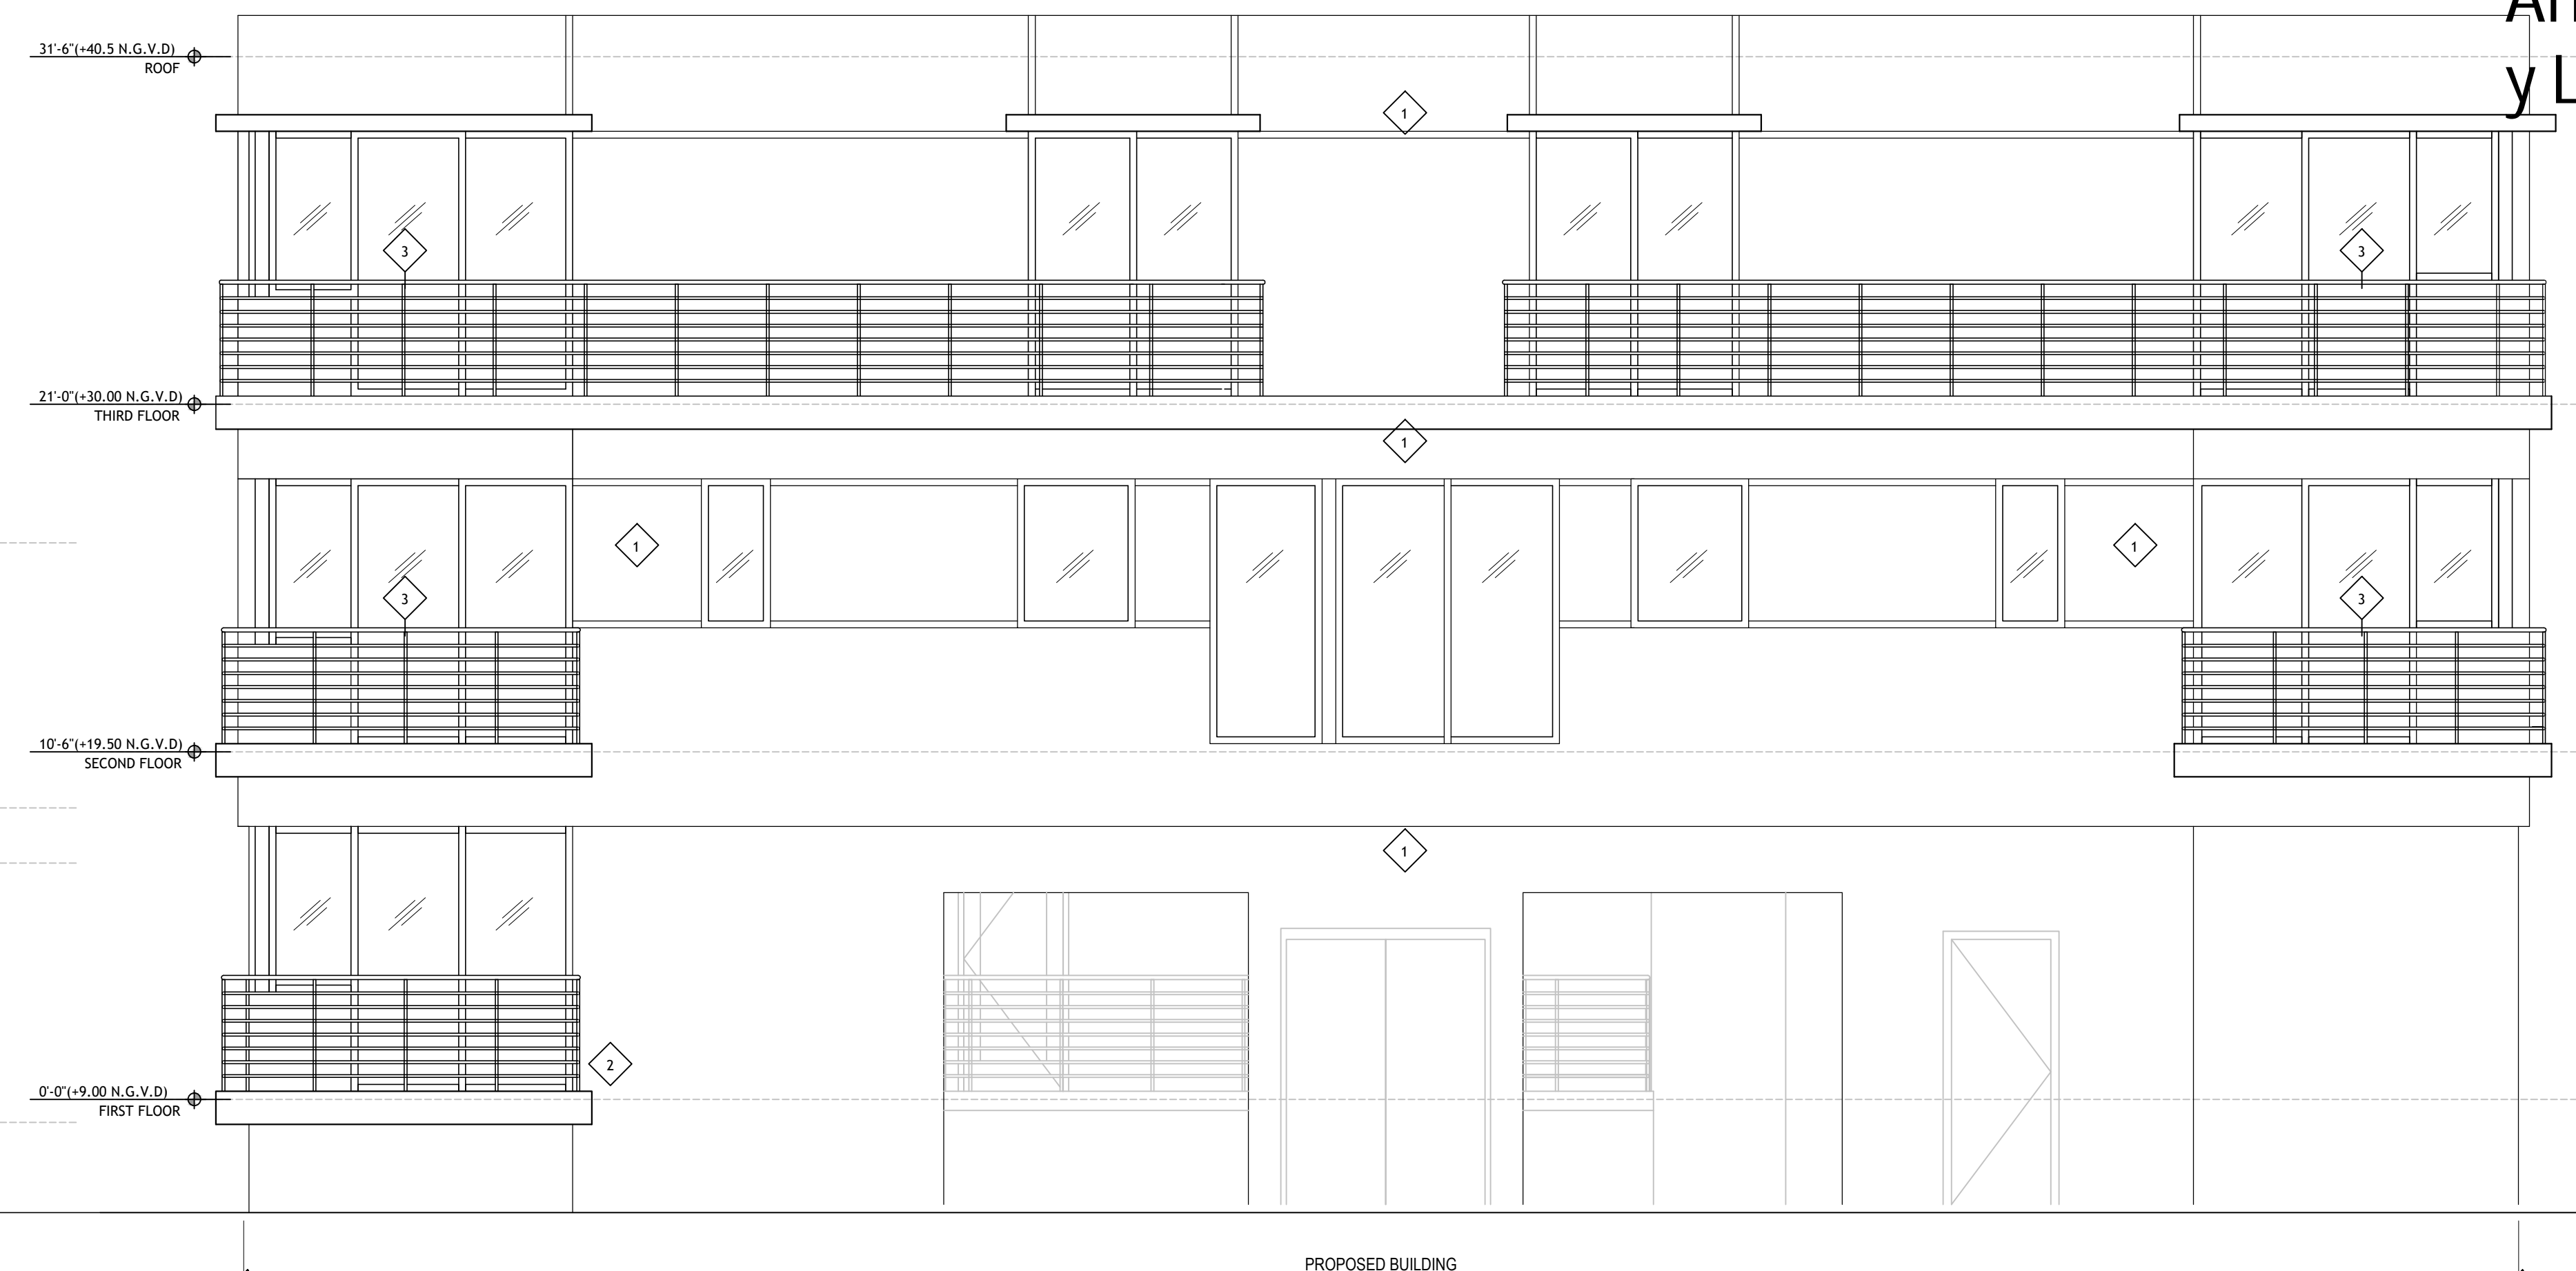 31'-6"(+40.5 N.G.V.D)
ROOF
y L
1
3
3
21'-0"(+30.00 N.G.V.D)
THIRD FLOOR
1
1
1
3
3
10'-6"(+19.50 N.G.V.D)
SECOND FLOOR
1
2
0'-0"(+9.00 N.G.V.D)
FIRST FLOOR
PROPOSED BUILDING